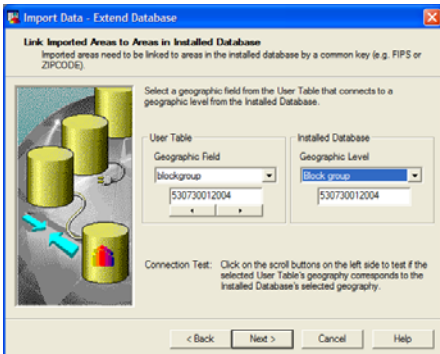 Import Data - Extend Database
Link Imported Areas to Areas in Installed Database
Imported areas need to be linked to areas in the installed database by a common key (e.g. FIPS or
ZIPCODE).
Select a geographic field from the User Table that connects to a
geographic level from the Installed Database.
User Table
Installed Database
Geographic Field
Geographic Level
blockgroup
Block group
530730012004
530730012004
Connection Test: Click on the scroll buttons on the left side to test if the
selected User Table's geography corresponds to the
Installed Database's selected geography.
< Back
Next >
Cancel
Help